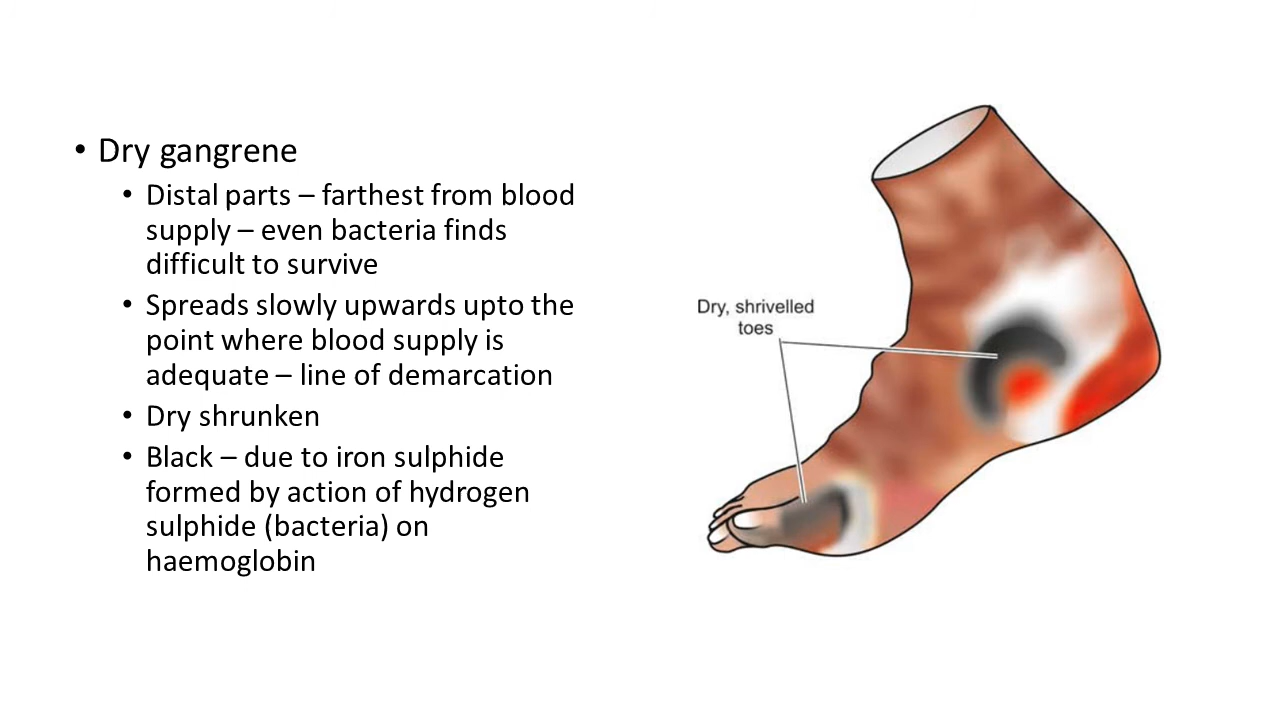 • Dry gangrene
• Distal parts – farthest from blood
supply – even bacteria finds
difficult to survive
• Spreads slowly upwards upto the
point where blood supply is
adequate – line of demarcation
• Dry shrunken
• Black – due to iron sulphide
formed by action of hydrogen
sulphide (bacteria) on
haemoglobin
Dry, shrivelled
toes